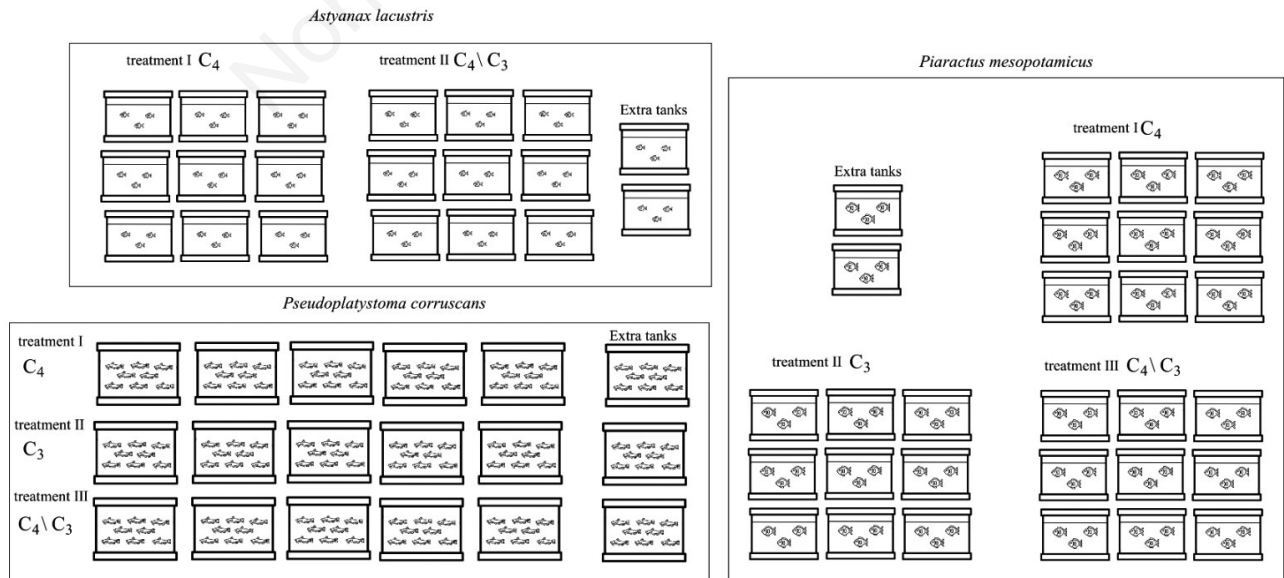 Astyanax lacustris
treatment I C₄
treatment II C₄\ C₃
Extra tanks
Pseudoplatystoma corruscans
treatment I
C₄
Extra tanks
treatment II
C₃
treatment III
C₄\ C₃
Piaractus mesopotamicus
treatment I C₄
Extra tanks
treatment II C₃
treatment III C₄\ C₃